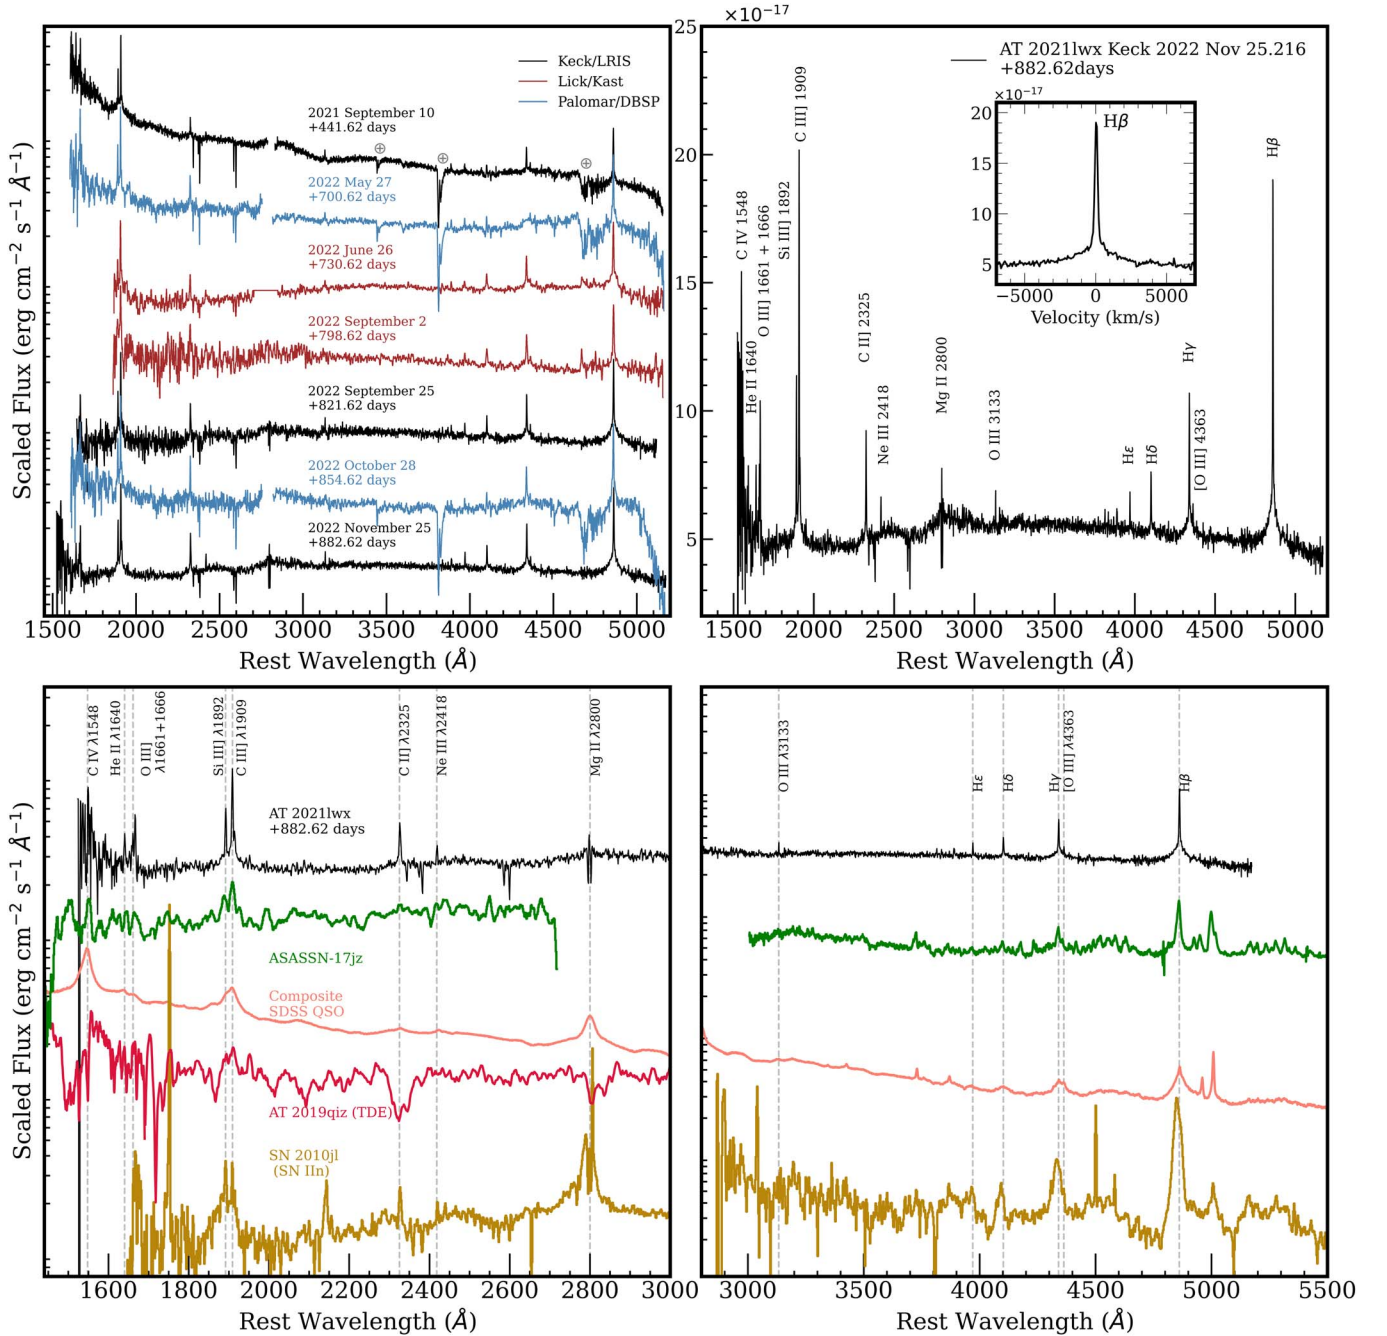 Keck/LRIS
Lick/Kast
Palomar/DBSP
2021 September 10
+441.62 days
2022 May 27
+700.62 days
2022 June 26
+730.62 days
2022 September 2
+798.62 days
2022 September 25
+821.62 days
2022 October 28
+854.62 days
2022 November 25
+882.62 days
Scaled Flux (erg cm⁻² s⁻¹ Å⁻¹)
1500 2000 2500 3000 3500 4000 4500 5000
Rest Wavelength (Å)
×10⁻¹⁷
25
20
15
10
5
AT 2021lwx Keck 2022 Nov 25.216
+882.62days
C IV 1548
He II 1640
O III] 1661 + 1666
Si III] 1892
C III] 1909
C II] 2325
Ne III 2418
Mg II 2800
O III 3133
Hε
Hδ
Hγ
[O III] 4363
Hβ
×10⁻¹⁷
20
15
10
5
Hβ
−5000 0 5000
Velocity (km/s)
1500 2000 2500 3000 3500 4000 4500 5000
Rest Wavelength (Å)
C IV λ1548
He II λ1640
O III]
λ1661+1666
Si III] λ1892
C III] λ1909
C II] λ2325
Ne III λ2418
Mg II λ2800
AT 2021lwx
+882.62 days
ASASSN-17jz
Composite
SDSS QSO
AT 2019qiz (TDE)
SN 2010jl
(SN IIn)
Scaled Flux (erg cm⁻² s⁻¹ Å⁻¹)
1600 1800 2000 2200 2400 2600 2800 3000
Rest Wavelength (Å)
O III λ3133
Hε
Hδ
Hγ
[O III] λ4363
Hβ
3000 3500 4000 4500 5000 5500
Rest Wavelength (Å)